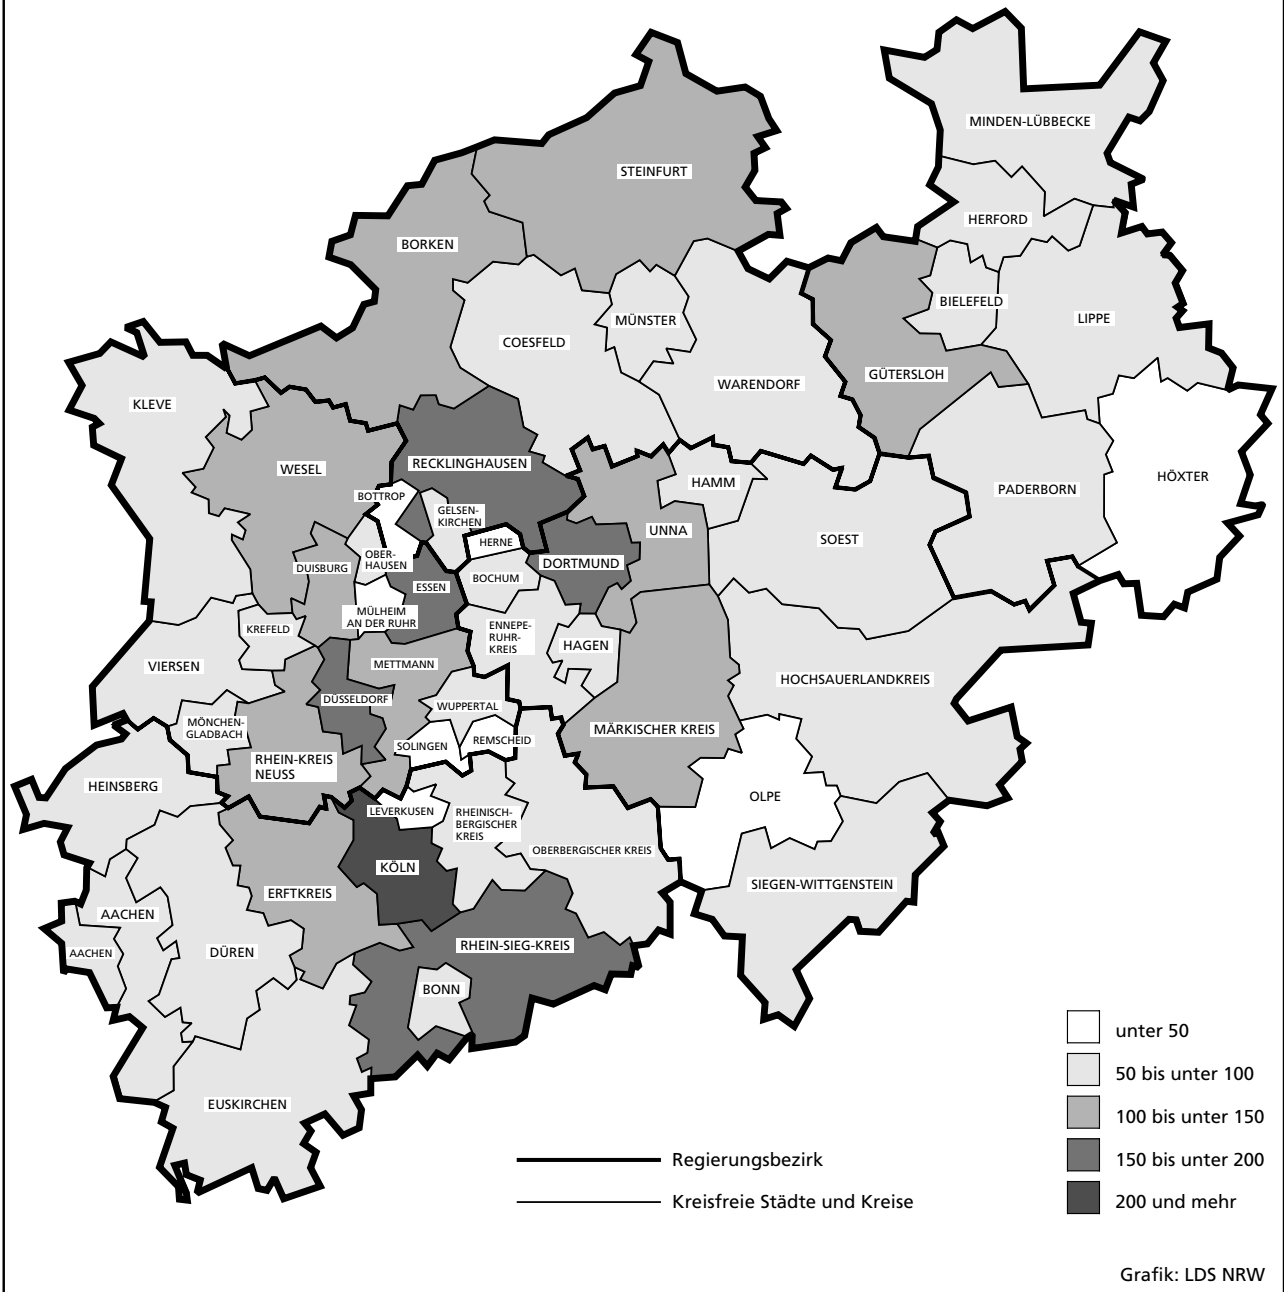 MINDEN-LÜBBECKE
STEINFURT
HERFORD
BORKEN
BIELEFELD
LIPPE
MÜNSTER
COESFELD
GÜTERSLOH
WARENDORF
KLEVE
RECKLINGHAUSEN
WESEL
HÖXTER
HAMM
PADERBORN
BOTTROP
GELSEN-
KIRCHEN
UNNA
SOEST
HERNE
OBER-
HAUSEN
DORTMUND
DUISBURG
BOCHUM
ESSEN
MÜLHEIM
AN DER RUHR
KREFELD
ENNEPE-
RUHR-
KREIS
HAGEN
VIERSEN
METTMANN
HOCHSAUERLANDKREIS
DÜSSELDORF
WUPPERTAL
MÖNCHEN-
GLADBACH
MÄRKISCHER KREIS
SOLINGEN
REMSCHEID
RHEIN-KREIS
NEUSS
HEINSBERG
OLPE
LEVERKUSEN
RHEINISCH-
BERGISCHER
KREIS
OBERBERGISCHER KREIS
KÖLN
SIEGEN-WITTGENSTEIN
ERFTKREIS
AACHEN
RHEIN-SIEG-KREIS
AACHEN
DÜREN
BONN
EUSKIRCHEN
unter 50
50 bis unter 100
100 bis unter 150
150 bis unter 200
200 und mehr
Regierungsbezirk
Kreisfreie Städte und Kreise
Grafik: LDS NRW